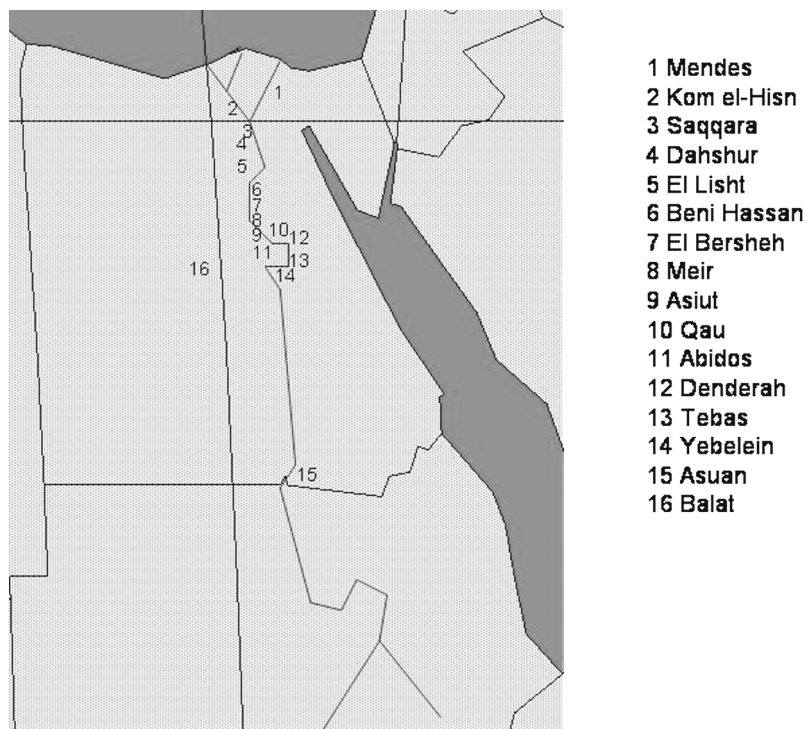 1 Mendes
2 Kom el-Hisn
3 Saqqara
4 Dahshur
5 El Lisht
6 Beni Hassan
7 El Bersheh
8 Meir
9 Asiut
10 Qau
11 Abidos
12 Denderah
13 Tebas
14 Yebelein
15 Asuan
16 Balat
1
2
3
4
5
6
7
8
9 10 12
11 13
16 14
15